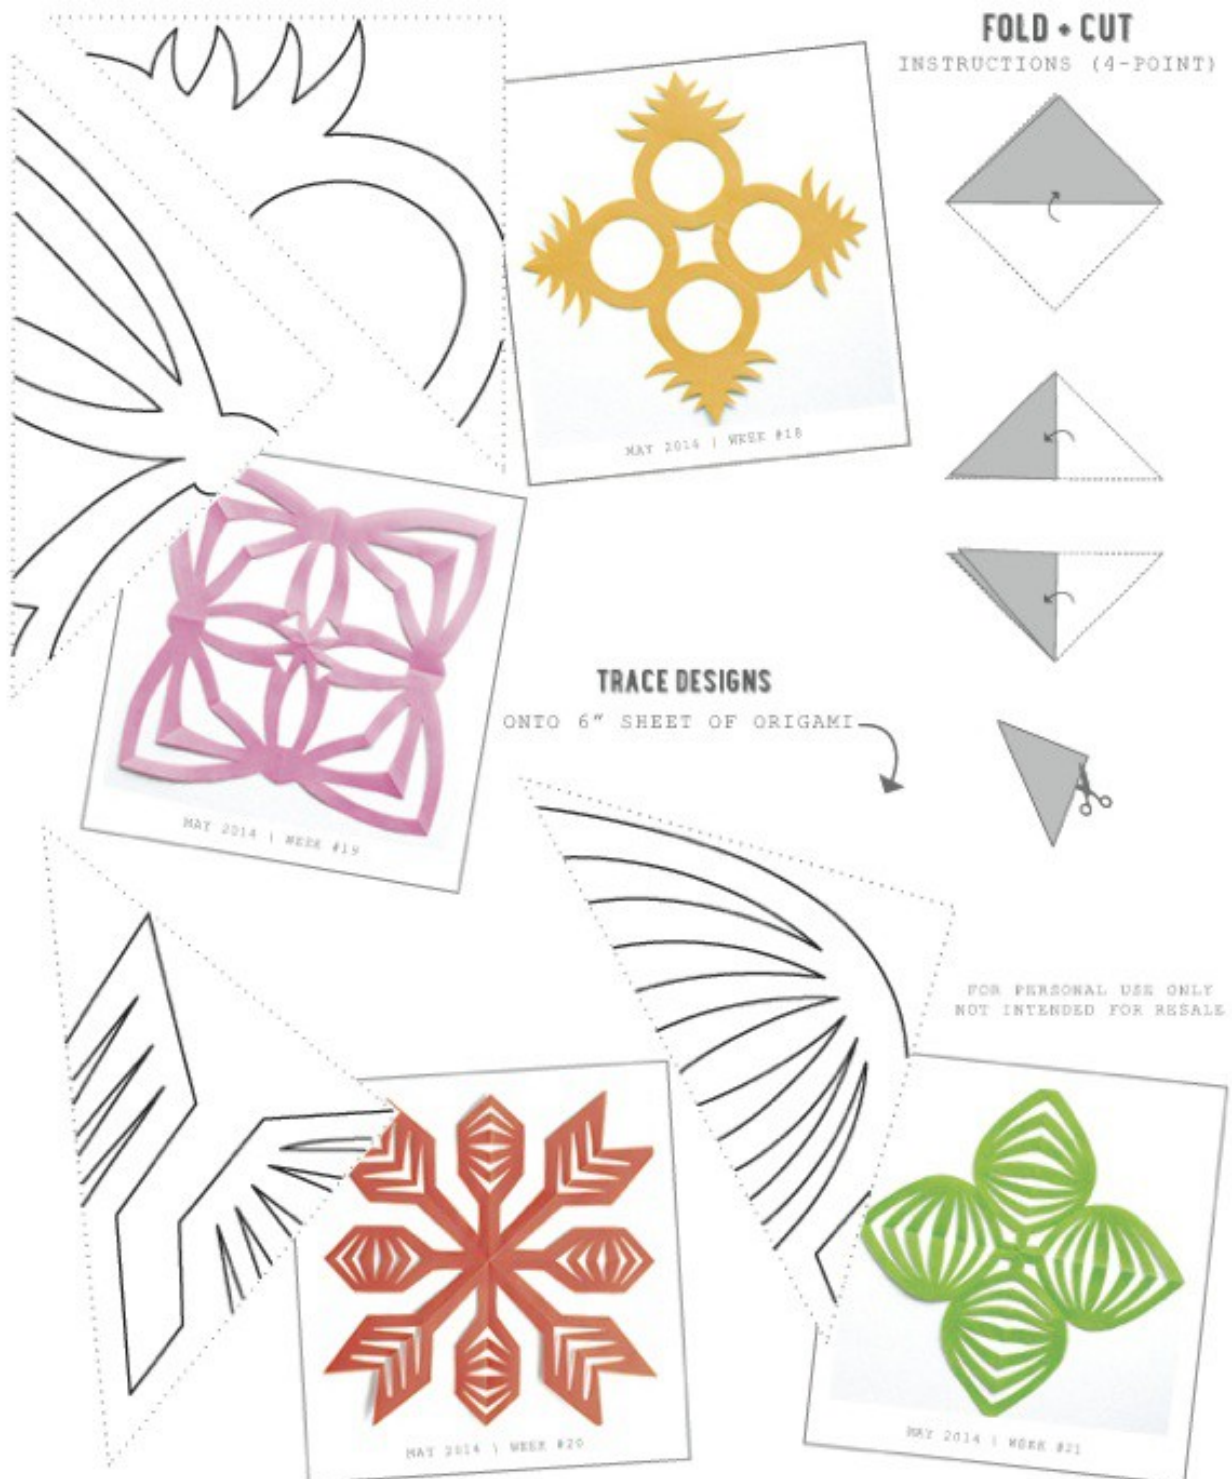 FOLD + CUT
INSTRUCTIONS (4-POINT)
MAY 2014 | WEEK #18
TRACE DESIGNS
ONTO 6" SHEET OF ORIGAMI
MAY 2014 | WEEK #19
FOR PERSONAL USE ONLY
NOT INTENDED FOR RESALE
MAY 2014 | WEEK #20
MAY 2014 | WEEK #21